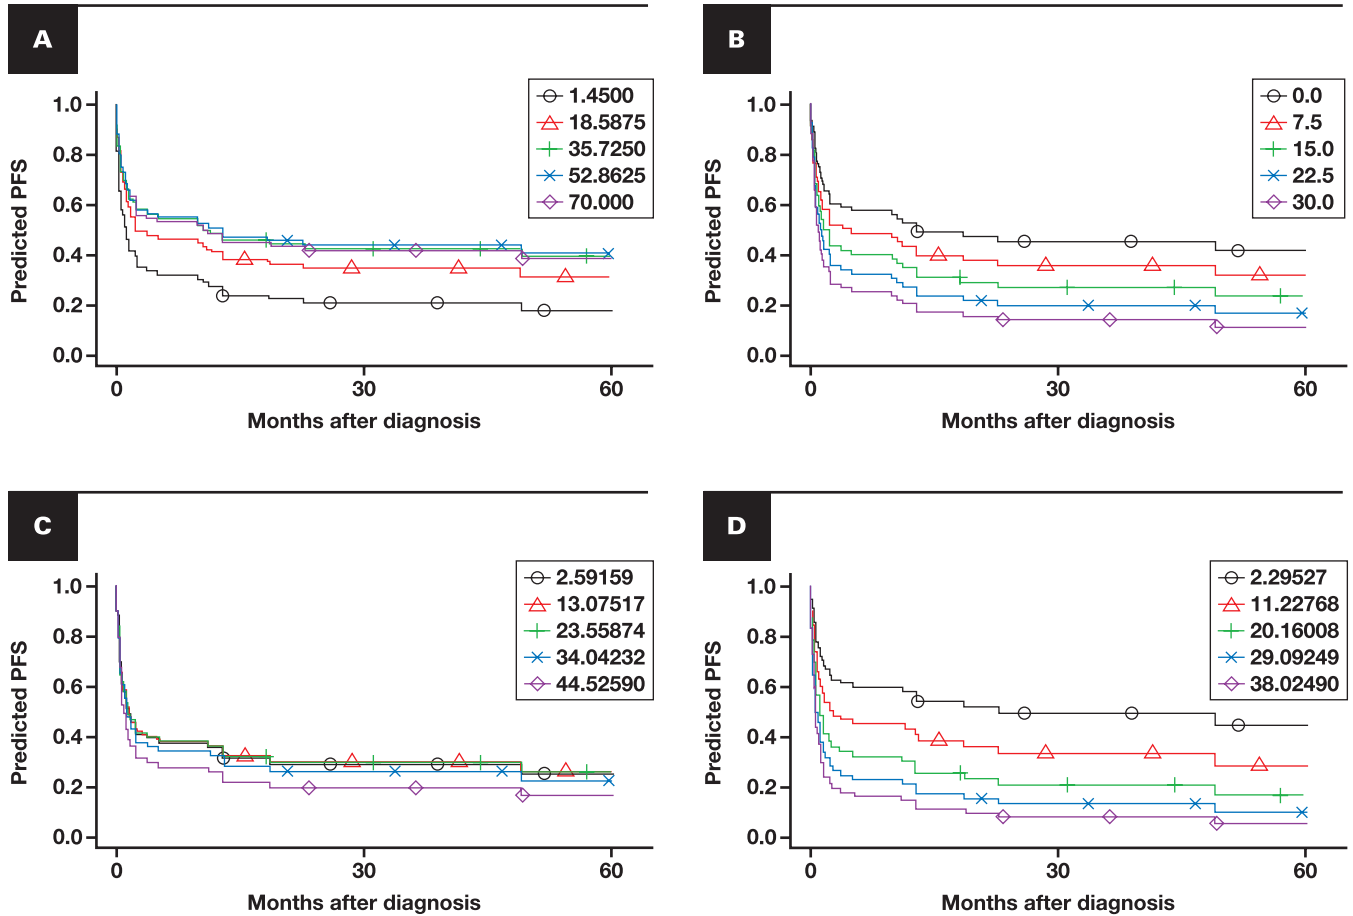 A
1.4500
18.5875
35.7250
52.8625
70.000
1.0
0.8
0.6
0.4
0.2
0.0
Predicted PFS
0 30 60
Months after diagnosis
B
0.0
7.5
15.0
22.5
30.0
1.0
0.8
0.6
0.4
0.2
0.0
Predicted PFS
0 30 60
Months after diagnosis
C
2.59159
13.07517
23.55874
34.04232
44.52590
1.0
0.8
0.6
0.4
0.2
0.0
Predicted PFS
0 30 60
Months after diagnosis
D
2.29527
11.22768
20.16008
29.09249
38.02490
1.0
0.8
0.6
0.4
0.2
0.0
Predicted PFS
0 30 60
Months after diagnosis